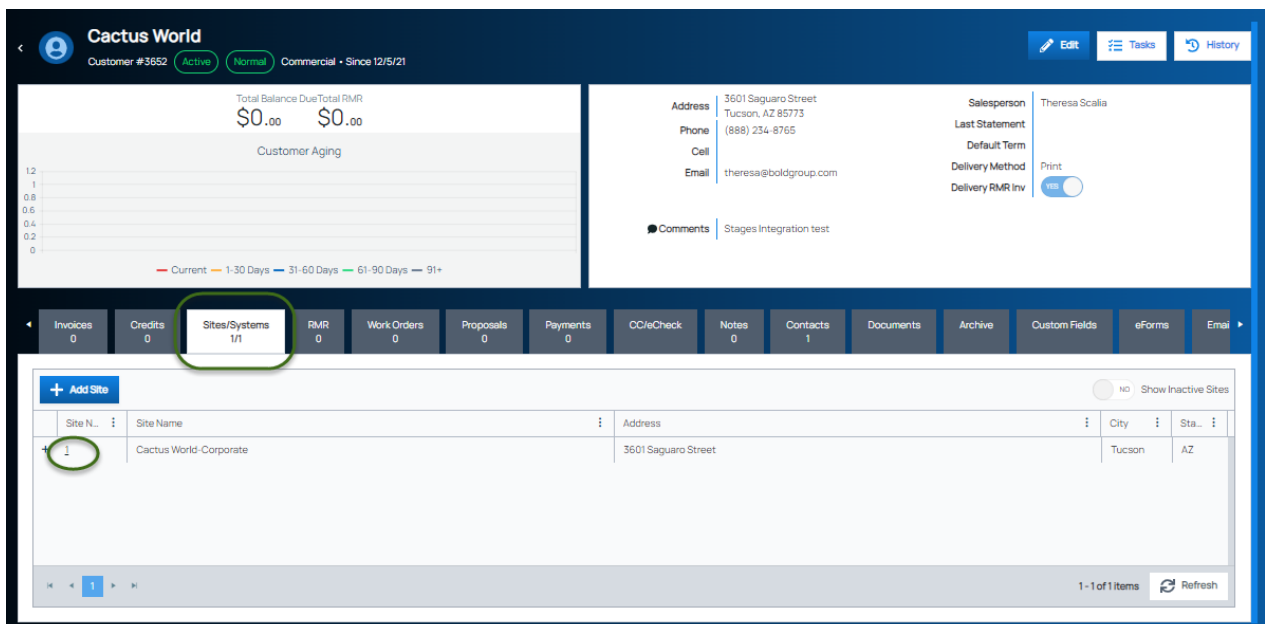 Cactus World
Customer #3652 Active Normal Commercial • Since 12/5/21
Edit Tasks History
Total Balance Due Total RMR
$0.00 $0.00
Customer Aging
1.2
1
0.8
0.6
0.4
0.2
0
Current 1-30 Days 31-60 Days 61-90 Days 91+
Address 3601 Saguaro Street
Tucson, AZ 85773
Phone (888) 234-8765
Cell
Email theresa@boldgroup.com
Comments Stages Integration test
Salesperson Theresa Scalia
Last Statement
Default Term
Delivery Method Print
Delivery RMR Inv YES
Invoices Credits Sites/Systems RMR Work Orders Proposals Payments CC/eCheck Notes Contacts Documents Archive Custom Fields eForms Emai
0 0 1/1 0 0 0 0 0 1
+ Add Site NO Show Inactive Sites
Site N... Site Name Address City Sta...
+ 1 Cactus World-Corporate 3601 Saguaro Street Tucson AZ
1 1 - 1 of 1 items Refresh